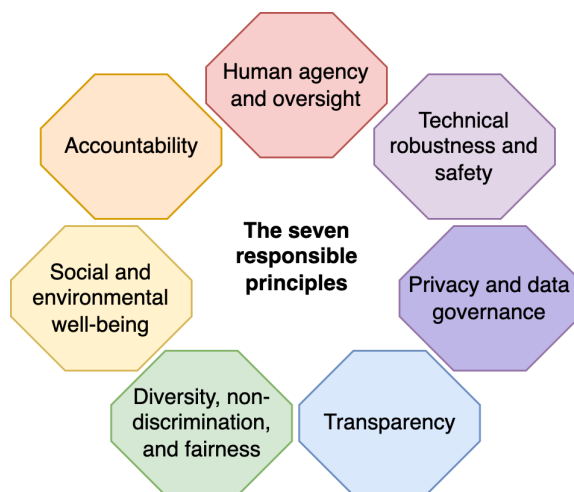 Human agency
and oversight
Technical
robustness and
safety
Privacy and data
governance
Transparency
Diversity, non-
discrimination,
and fairness
Social and
environmental
well-being
Accountability
The seven
responsible
principles